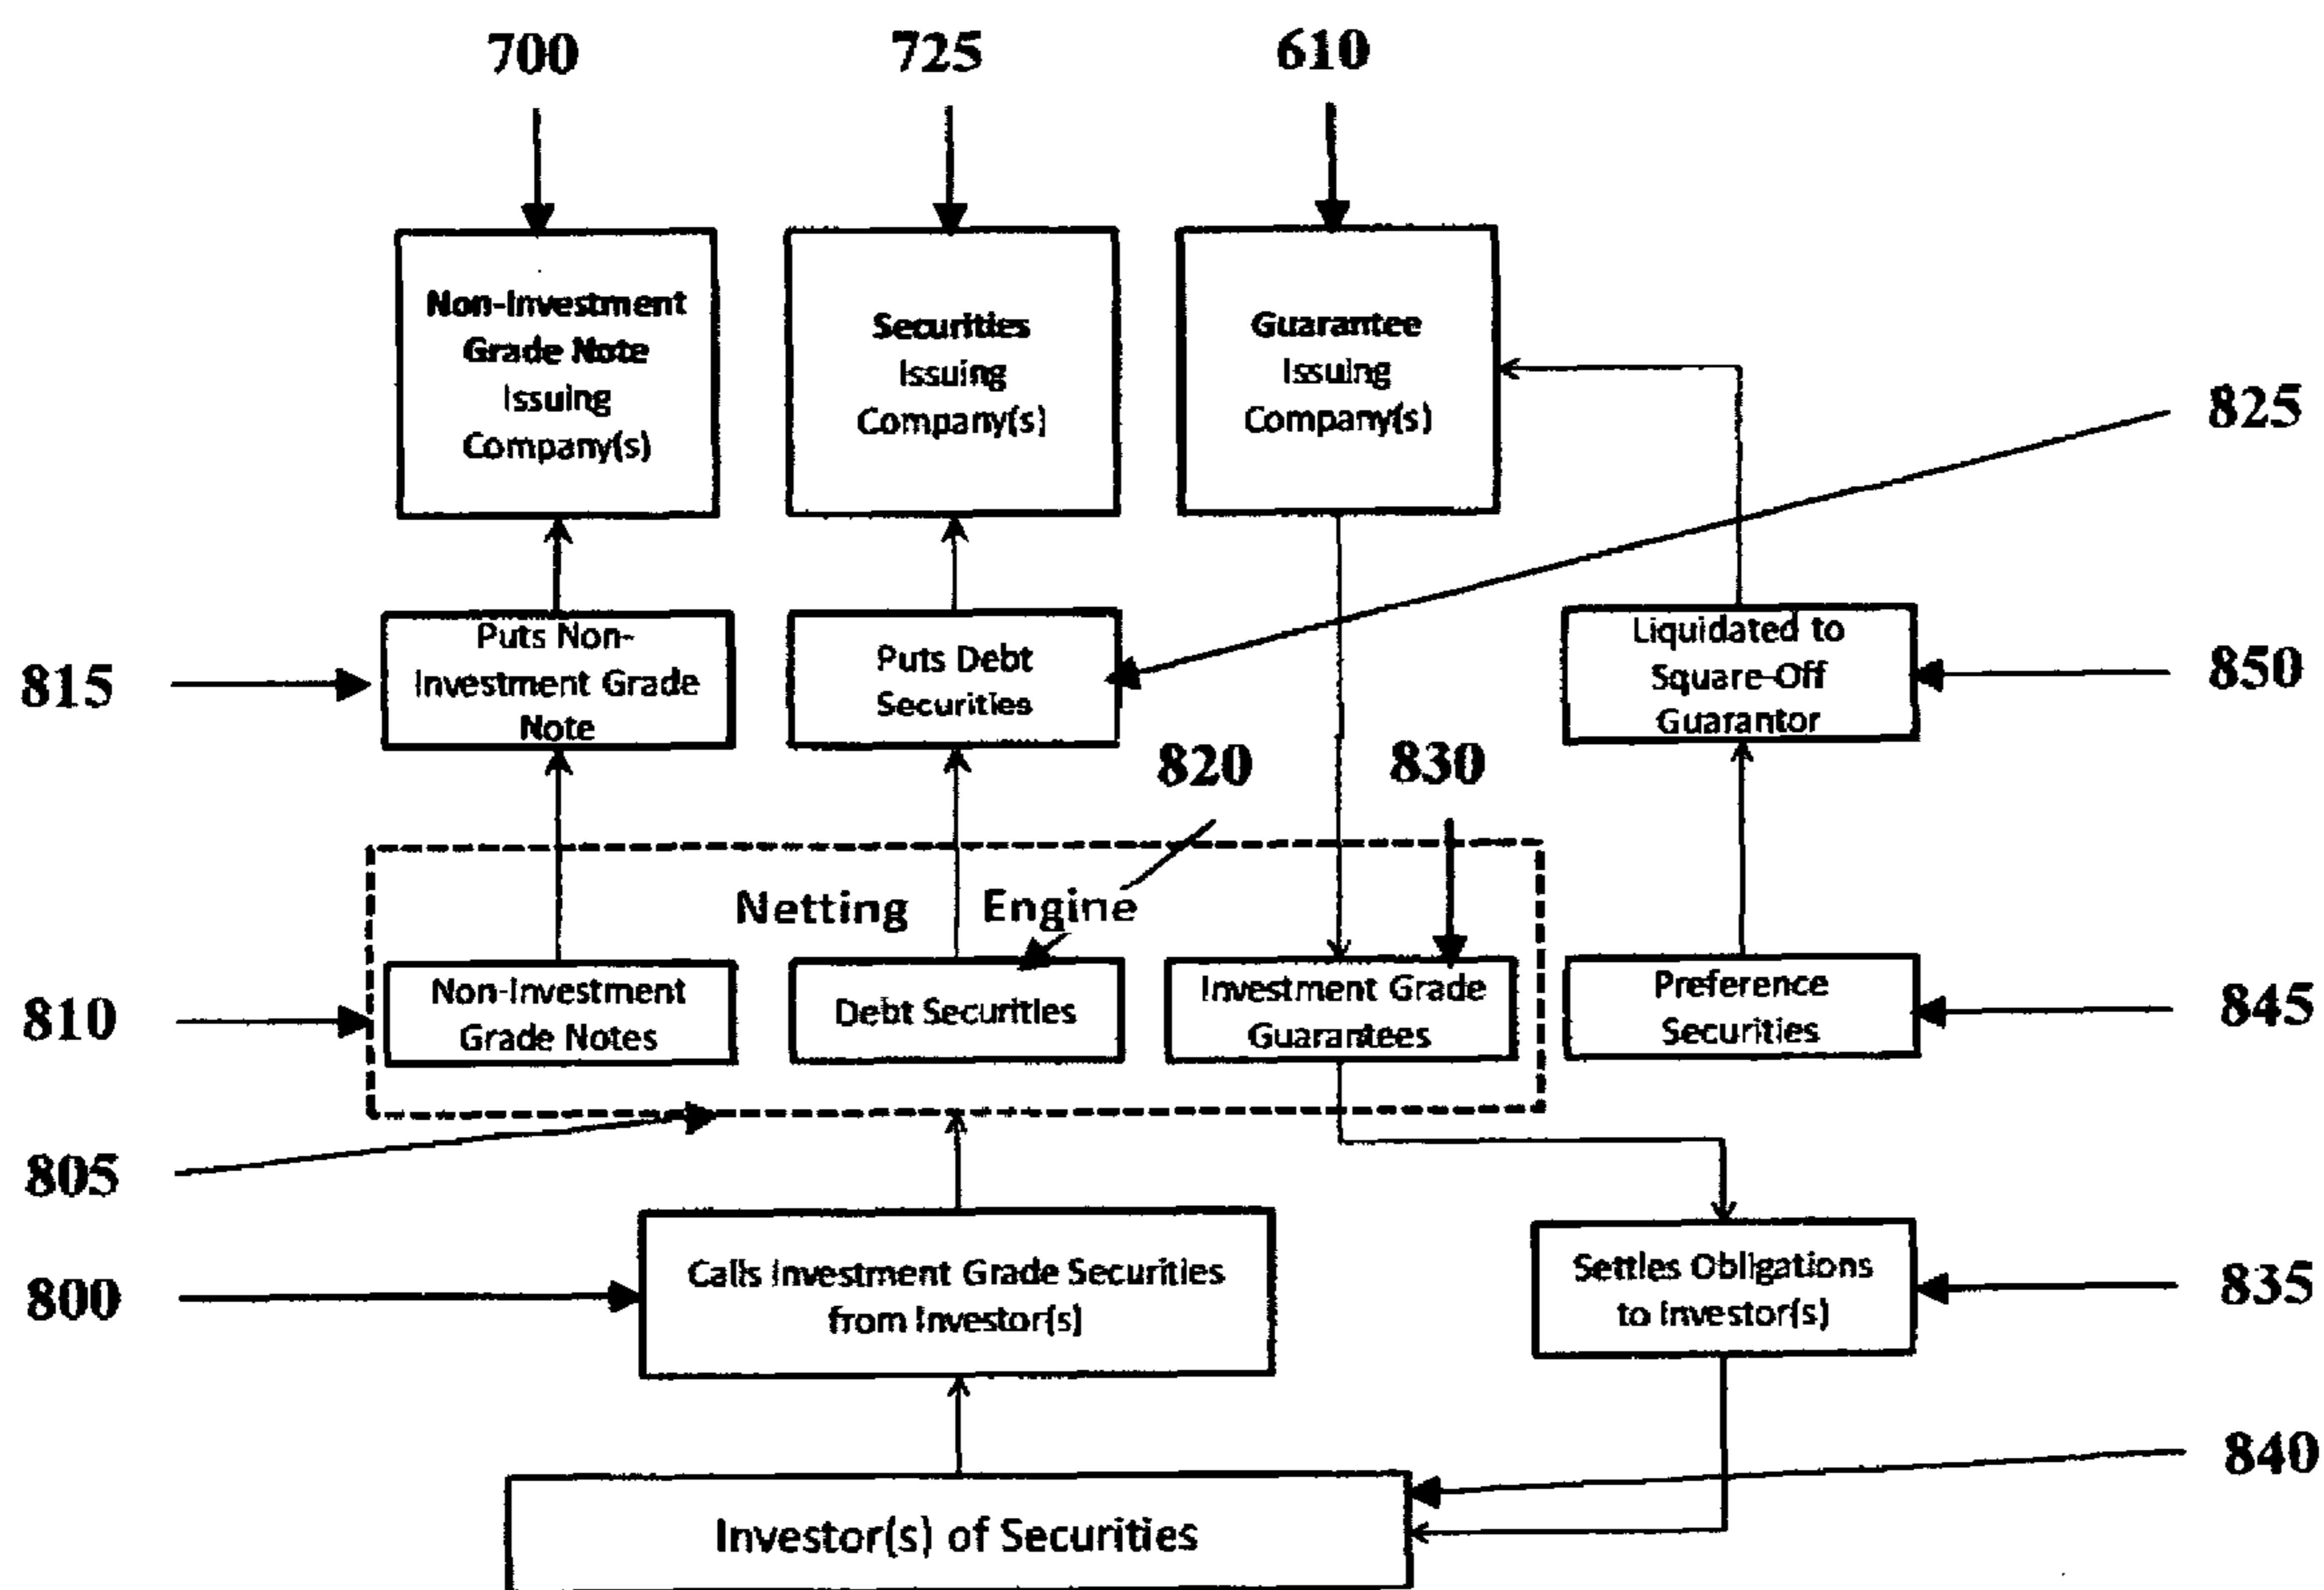 700
725
610
Non-Investment
Grade Note
Issuing
Company(s)
Securities
Issuing
Company(s)
Guarantee
Issuing
Company(s)
825
815
Puts Non-
Investment Grade
Note
Puts Debt
Securities
Liquidated to
Square-Off
Guarantor
850
820
830
Netting Engine
810
Non-Investment
Grade Notes
Debt Securities
Investment Grade
Guarantees
Preference
Securities
845
805
800
Calls Investment Grade Securities
from Investor(s)
Settles Obligations
to Investor(s)
835
840
Investor(s) of Securities